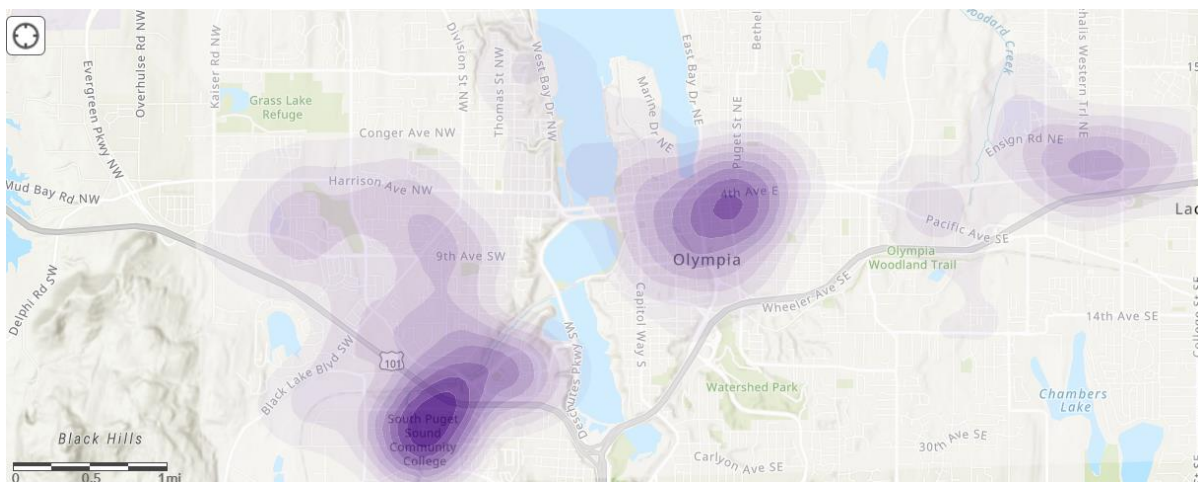 Evergreen Pkwy NW
Overhulse Rd NW
Kaiser Rd NW
Division St NW
Thomas St NW
West Bay Dr NW
Marine Dr NE
East Bay Dr NE
Bethel
Puget St NE
Woodard Creek
ehalis Western Trl NE
15
Grass Lake
Refuge
Conger Ave NW
Ensign Rd NE
Mud Bay Rd NW
Harrison Ave NW
4th Ave E
Lac
Pacific Ave SE
9th Ave SW
Olympia
Olympia
Woodland Trail
Delphi Rd SW
Wheeler Ave SE
Capitol Way S
14th Ave SE
College St SE
Black Lake Blvd SW
101
Deschutes Pkwy SW
Watershed Park
Chambers
Lake
South Puget
Sound
Community
College
Black Hills
30th Ave SE
Carlyon Ave SE
0 0.5 1mi